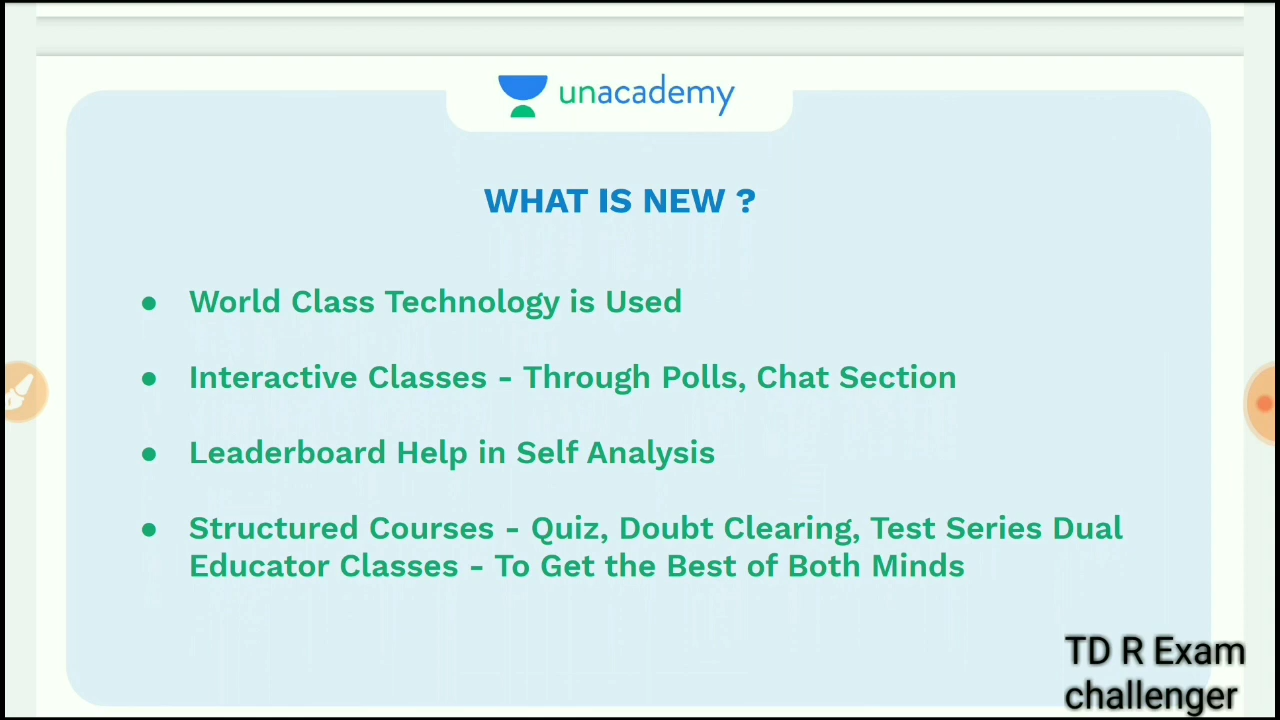 unacademy
WHAT IS NEW ?
● World Class Technology is Used
● Interactive Classes - Through Polls, Chat Section
● Leaderboard Help in Self Analysis
● Structured Courses - Quiz, Doubt Clearing, Test Series Dual
Educator Classes - To Get the Best of Both Minds
TD R Exam
challenger